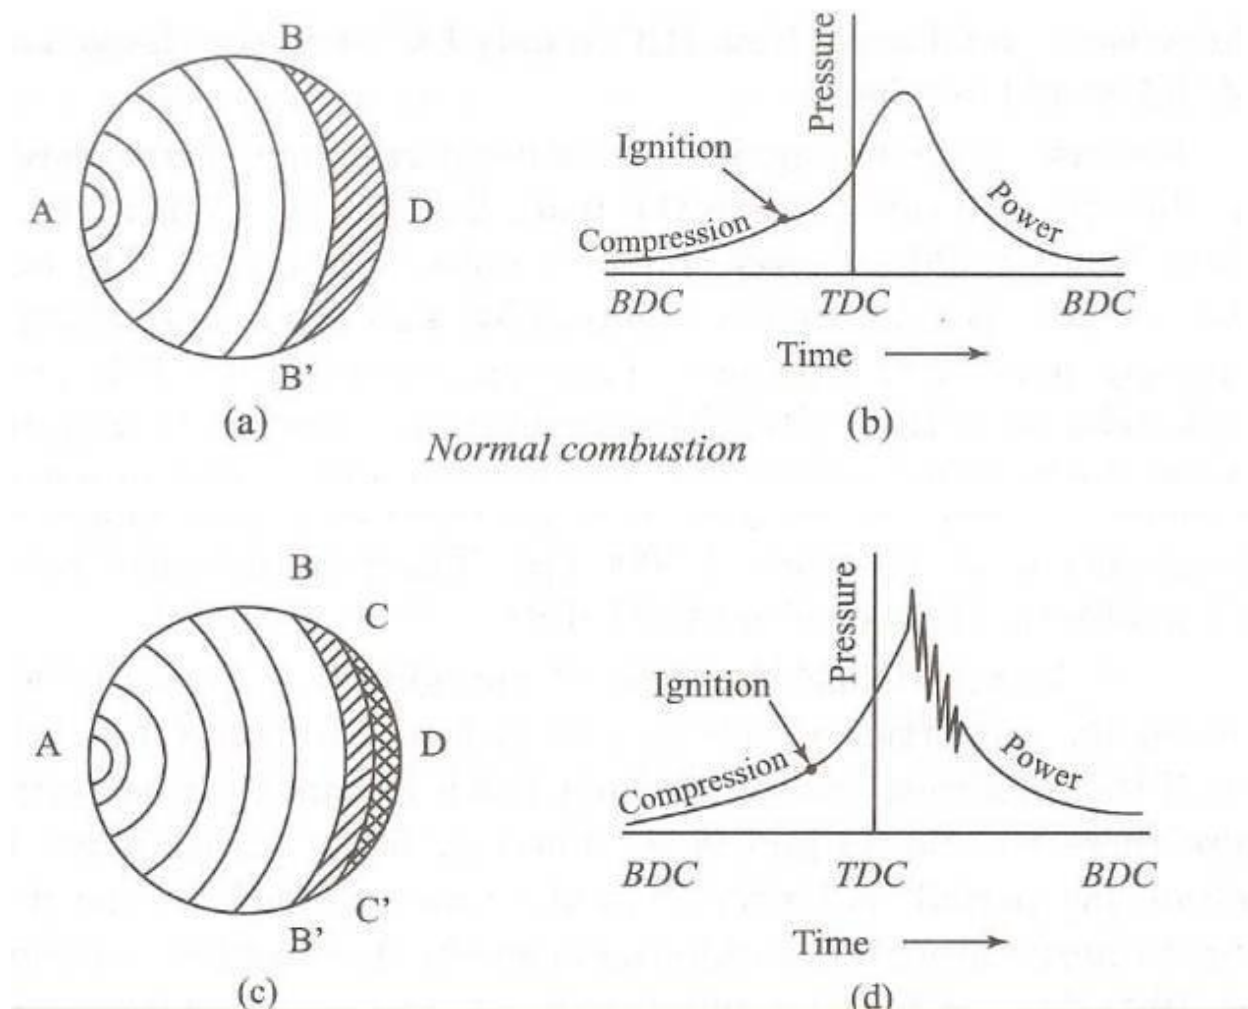 B
A
D
B’
(a)
Pressure
Ignition
Compression
Power
BDC
TDC
BDC
Time
(b)
Normal combustion
B
C
A
D
C’
B’
(c)
Pressure
Ignition
Compression
Power
BDC
TDC
BDC
Time
(d)